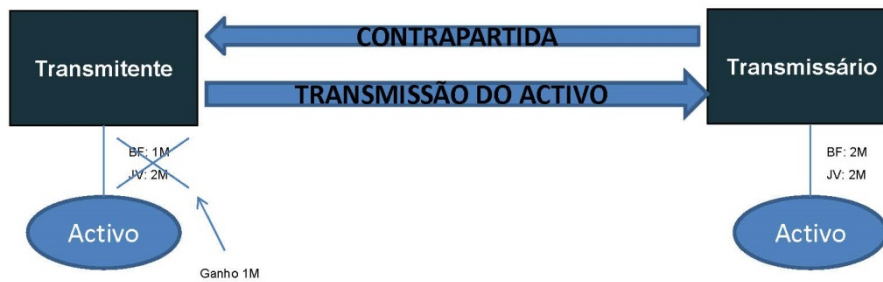 CONTRAPARTIDA
Transmitente
Transmissário
TRANSMISSÃO DO ACTIVO
BF: 1M
JV: 2M
BF: 2M
JV: 2M
Activo
Activo
Ganho 1M